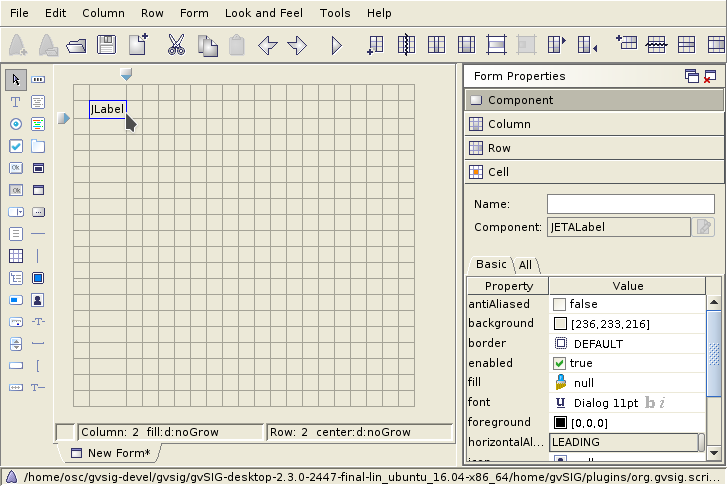 File Edit Column Row Form Look and Feel Tools Help
Form Properties
Component
Column
Row
Cell
JLabel
Name:
Component: JETALabel
Basic All
Property Value
antiAliased false
background [236,233,216]
border DEFAULT
enabled true
fill null
font Dialog 11pt b i
foreground [0,0,0]
horizontalAl... LEADING
Column: 2 fill:d:noGrow Row: 2 center:d:noGrow
New Form*
/home/osc/gvsig-devel/gvsig/gvSIG-desktop-2.3.0-2447-final-lin_ubuntu_16.04-x86_64/home/gvSIG/plugins/org.gvsig.scri...